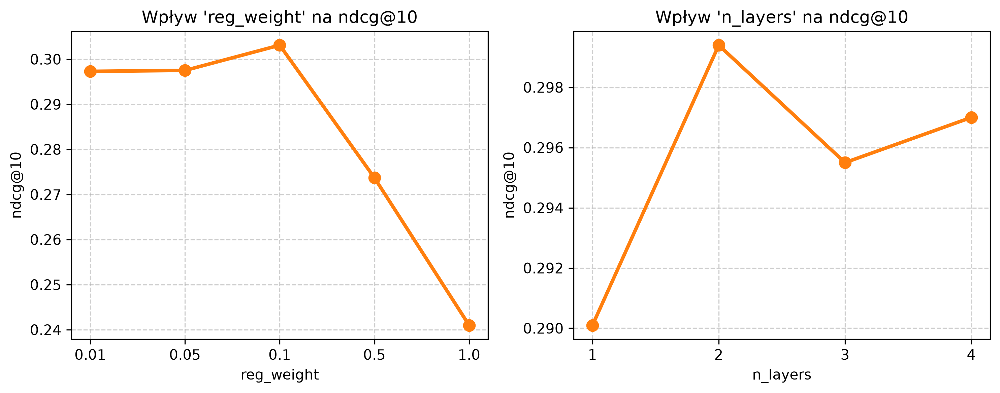 Wpływ 'reg_weight' na ndcg@10
ndcg@10
0.30
0.29
0.28
0.27
0.26
0.25
0.24
0.01 0.05 0.1 0.5 1.0
reg_weight
Wpływ 'n_layers' na ndcg@10
ndcg@10
0.298
0.296
0.294
0.292
0.290
1 2 3 4
n_layers